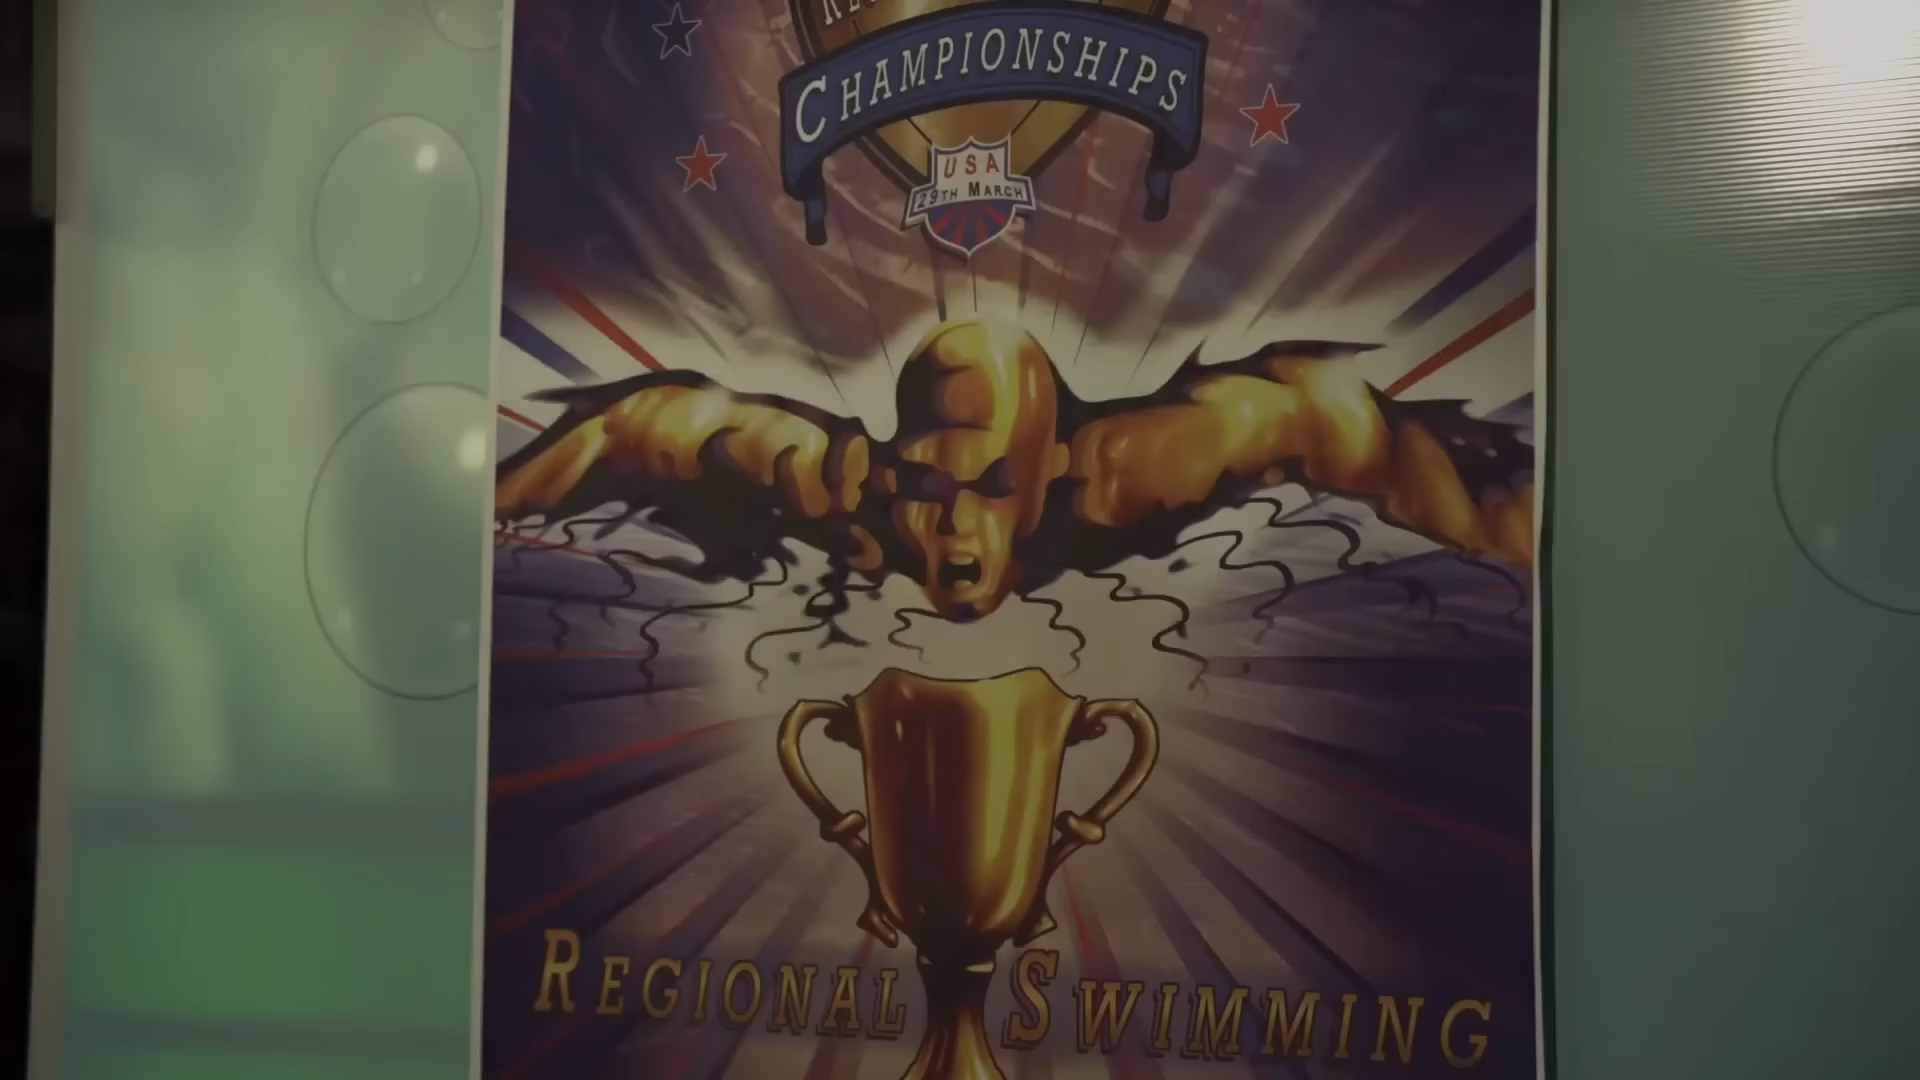 CHAMPIONSHIPS
USA
29TH MARCH
REGIONAL SWIMMING